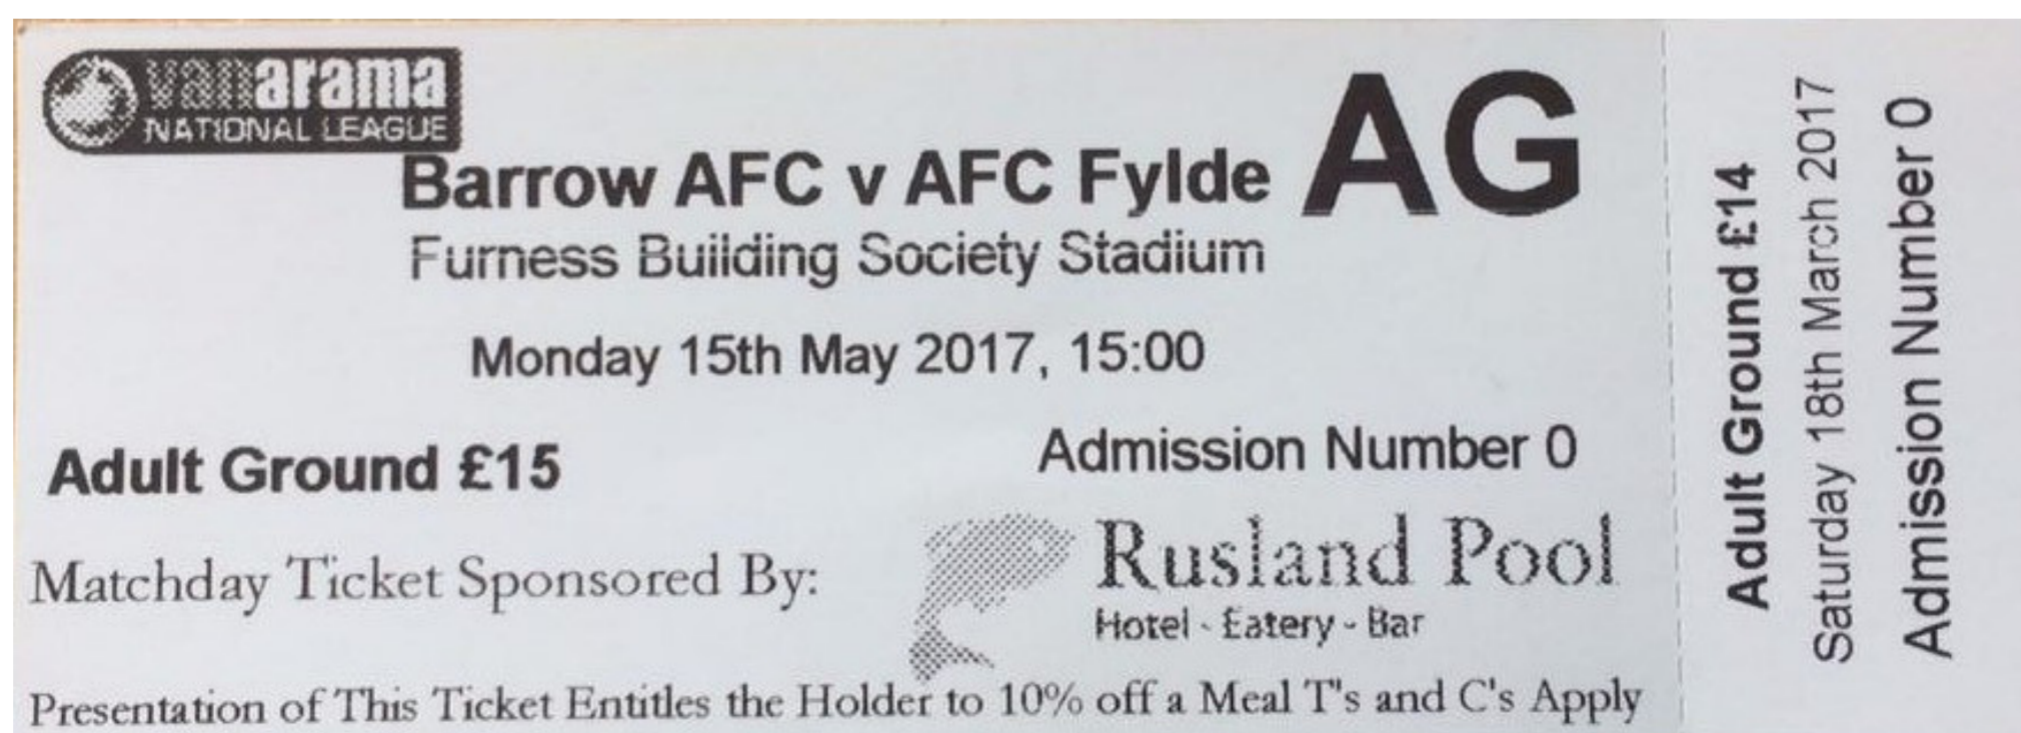 vanarama
NATIONAL LEAGUE
AG
Barrow AFC v AFC Fylde
Furness Building Society Stadium
Monday 15th May 2017, 15:00
Adult Ground £15
Admission Number 0
Matchday Ticket Sponsored By:
Rusland Pool
Hotel - Eatery - Bar
Presentation of This Ticket Entitles the Holder to 10% off a Meal T's and C's Apply
Adult Ground £14
Saturday 18th March 2017
Admission Number 0